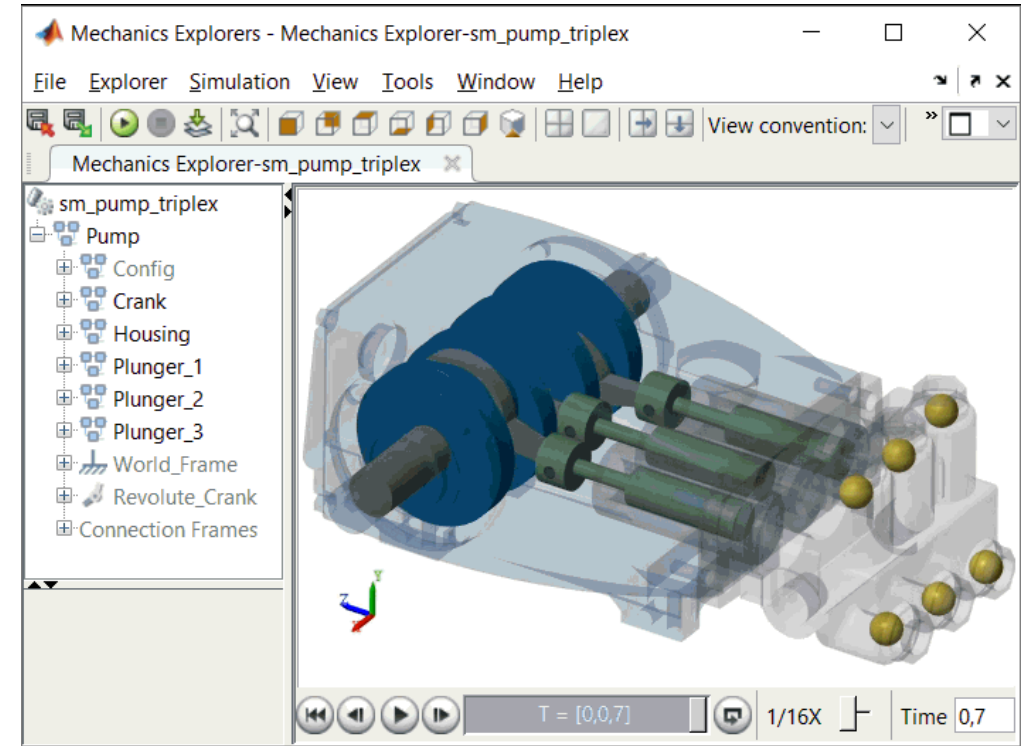 Mechanics Explorers - Mechanics Explorer-sm_pump_triplex
File Explorer Simulation View Tools Window Help
View convention: »
Mechanics Explorer-sm_pump_triplex
sm_pump_triplex
Pump
Config
Crank
Housing
Plunger_1
Plunger_2
Plunger_3
World_Frame
Revolute_Crank
Connection Frames
Y
Z
X
T = [0,0,7]
1/16X
Time 0,7